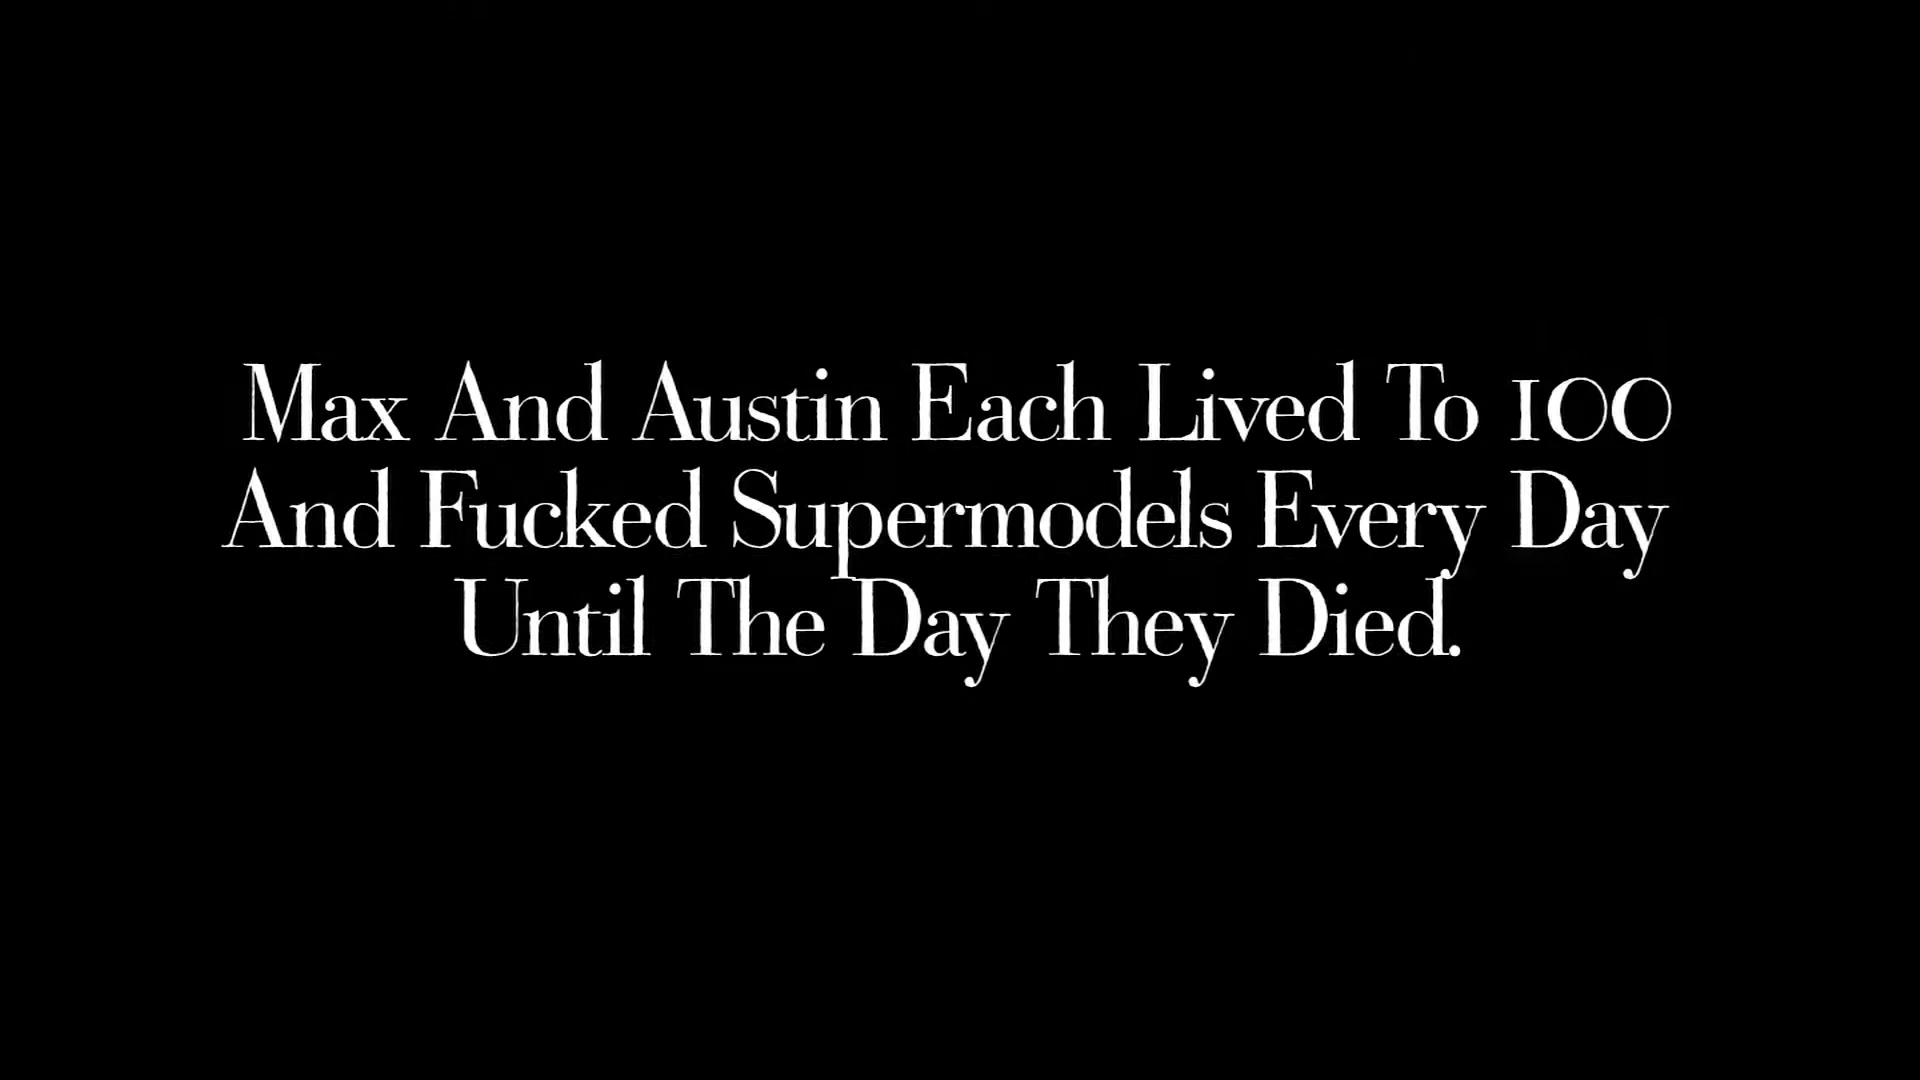 Max And Austin Each Lived To 100
And Fucked Supermodels Every Day
Until The Day They Died.